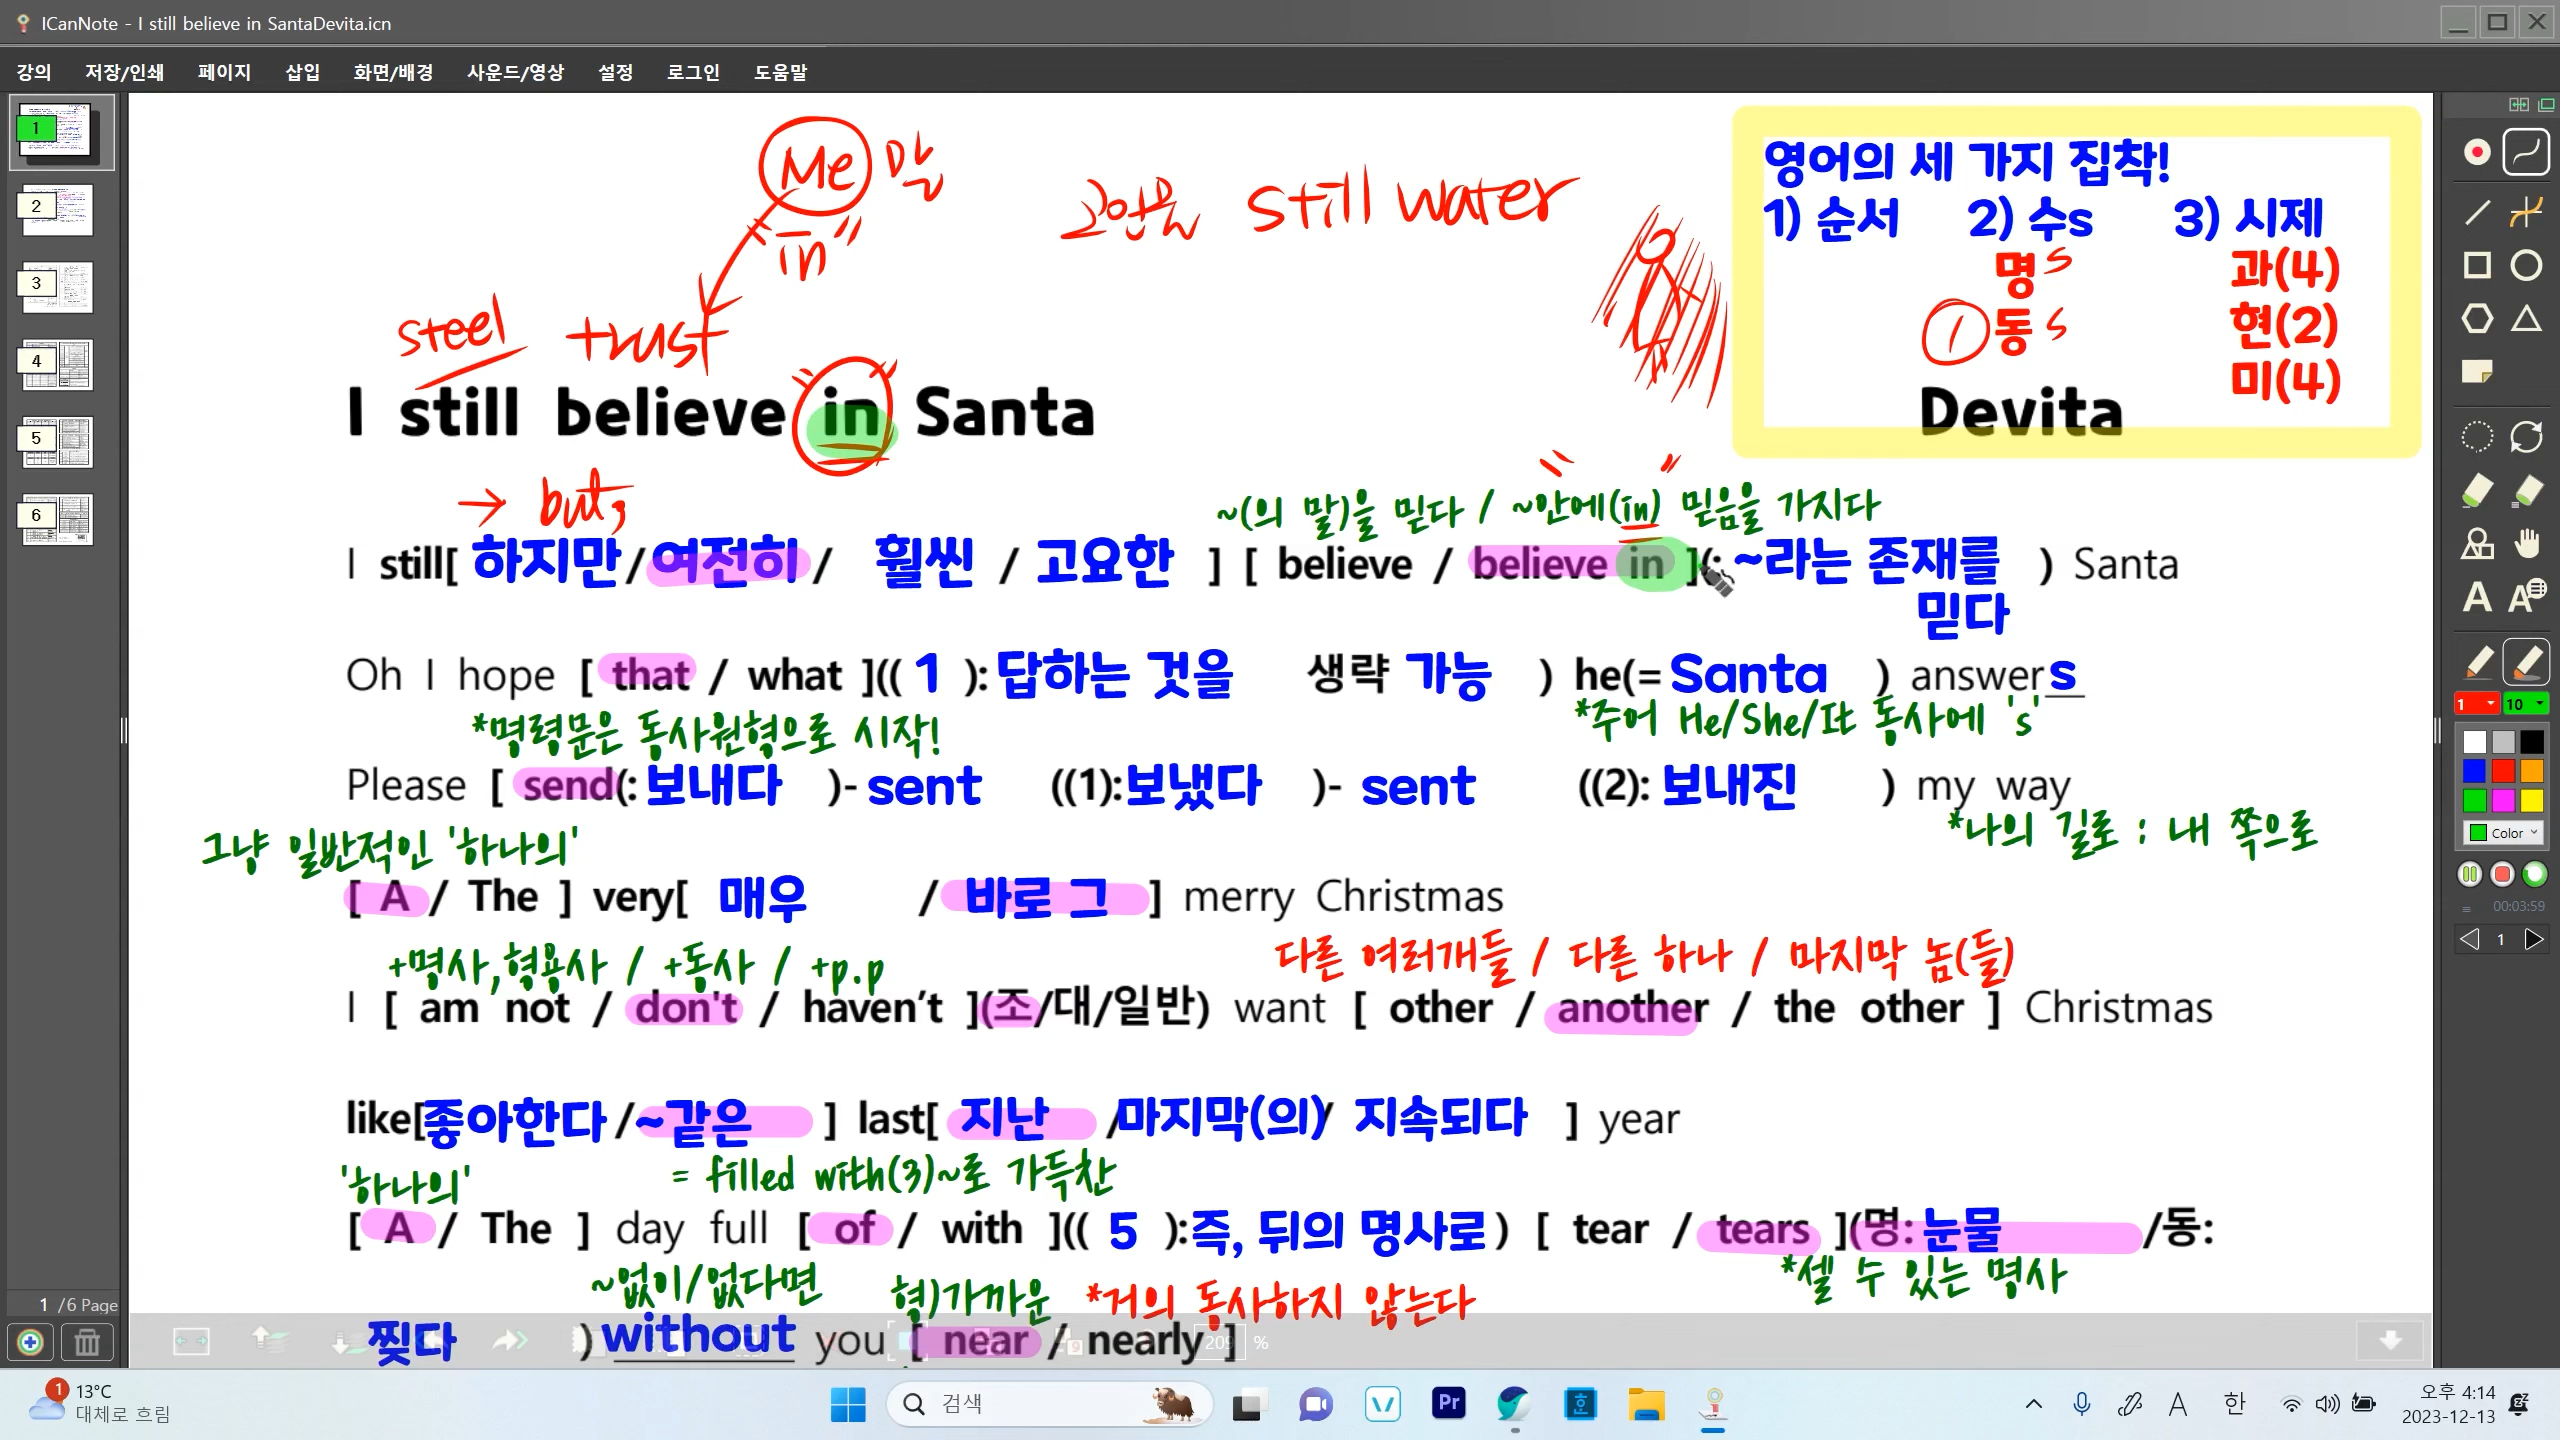 ICanNote - I still believe in SantaDevita.icn
강의 저장/인쇄 페이지 삽입 화면/배경 사운드/영상 설정 로그인 도움말
1
2
3
4
5
6
1 /6 Page
Me 말
"in"
고요한 still water
steel trust
영어의 세 가지 집착!
1) 순서 2) 수s 3) 시제
명s 과(4)
1 동s 현(2)
미(4)
I still believe in Santa Devita
→ but;
~(의 말)을 믿다 / ~안에(in) 믿음을 가지다
I still[ 하지만/여전히/ 훨씬 / 고요한 ] [ believe / believe in ](: ~라는 존재를 ) Santa
믿다
Oh I hope [ that / what ](( 1 ): 답하는 것을 생략 가능 ) he(= Santa ) answers
*명령문은 동사원형으로 시작! *주어 He/She/It 동사에 's'
Please [ send(: 보내다 )- sent ((1):보냈다 )- sent ((2): 보내진 ) my way
*나의 길로 : 내 쪽으로
그냥 일반적인 '하나의'
[ A / The ] very[ 매우 / 바로 그 ] merry Christmas
+명사,형용사 / +동사 / +p.p 다른 여러개들 / 다른 하나 / 마지막 놈(들)
I [ am not / don't / haven't ](조/대/일반) want [ other / another / the other ] Christmas
like[좋아한다/~같은 ] last[ 지난 /마지막(의)/ 지속되다 ] year
'하나의' = filled with(3)~로 가득찬
[ A / The ] day full [ of / with ](( 5 ):즉, 뒤의 명사로) [ tear / tears ](명: 눈물 /동:
*셀 수 있는 명사
~없이/없다면 형)가까운 *거의 동사하지 않는다
찢다 )without you [ near / nearly ]
209 %
1 10
Color
00:03:59
1
1 13°C
대체로 흐림
검색
Pr
A 한
오후 4:14
2023-12-13